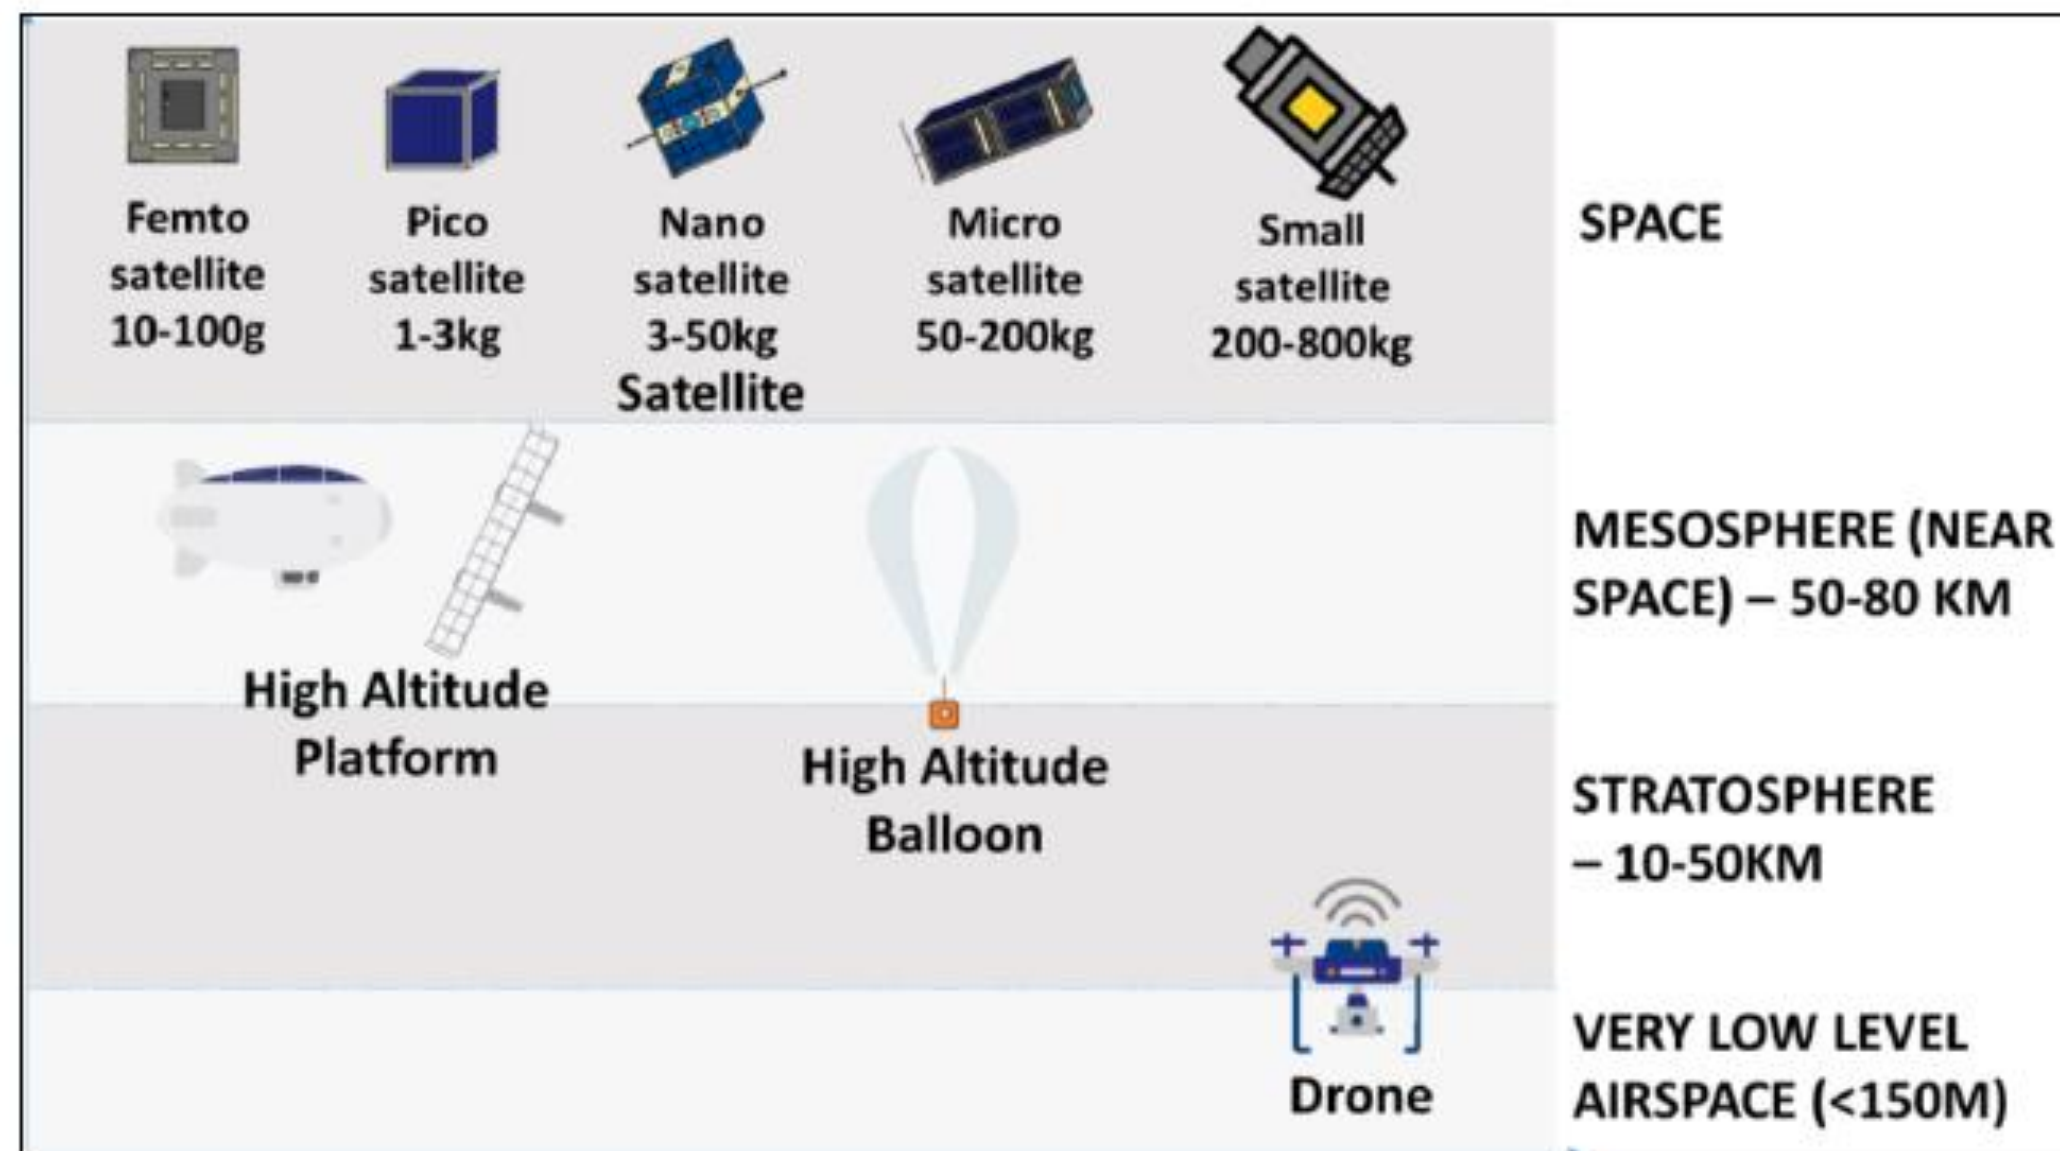 Femto
satellite
10-100g
Pico
satellite
1-3kg
Nano
satellite
3-50kg
Micro
satellite
50-200kg
Small
satellite
200-800kg
Satellite
SPACE
High Altitude
Platform
MESOSPHERE (NEAR
SPACE) – 50-80 KM
High Altitude
Balloon
STRATOSPHERE
– 10-50KM
Drone
VERY LOW LEVEL
AIRSPACE (<150M)